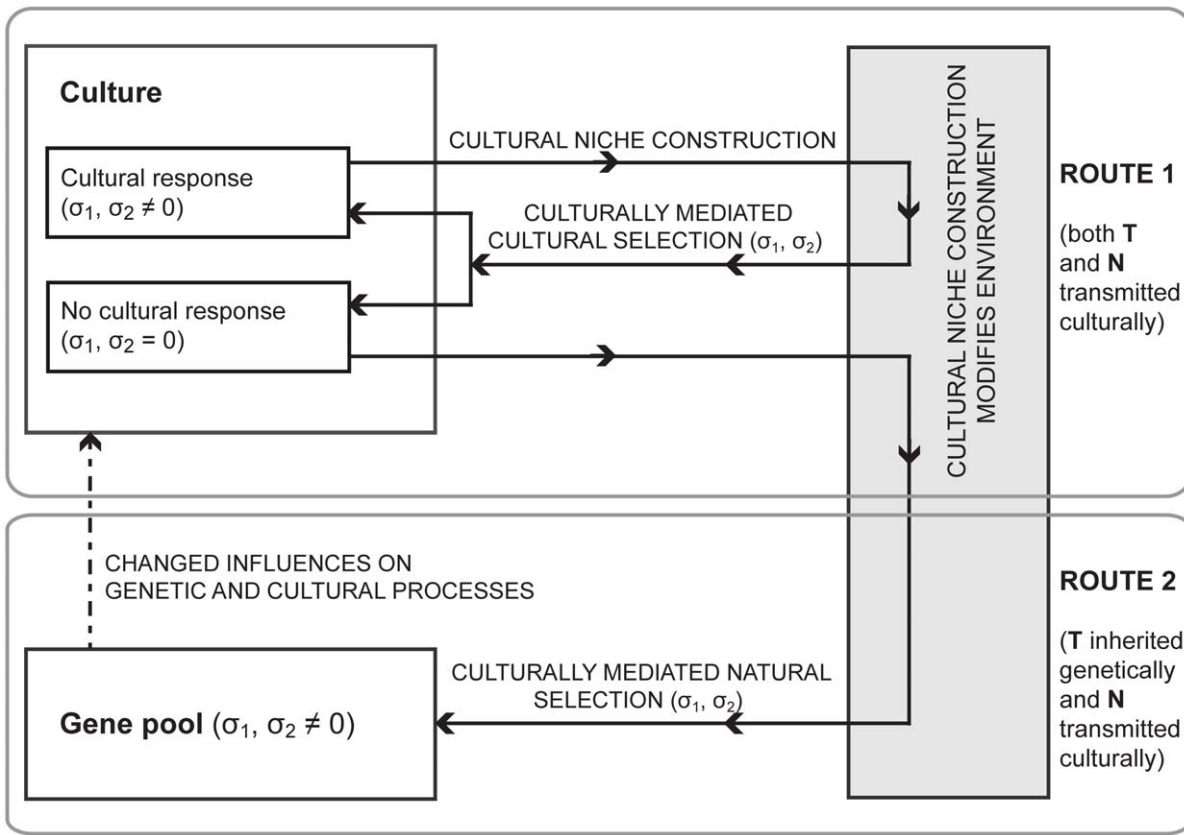 Culture
Cultural response
(σ₁, σ₂ ≠ 0)
No cultural response
(σ₁, σ₂ = 0)
CULTURAL NICHE CONSTRUCTION
CULTURALLY MEDIATED
CULTURAL SELECTION (σ₁, σ₂)
CULTURAL NICHE CONSTRUCTION
MODIFIES ENVIRONMENT
ROUTE 1
(both T
and N
transmitted
culturally)
CHANGED INFLUENCES ON
GENETIC AND CULTURAL PROCESSES
Gene pool (σ₁, σ₂ ≠ 0)
CULTURALLY MEDIATED NATURAL
SELECTION (σ₁, σ₂)
ROUTE 2
(T inherited
genetically
and N
transmitted
culturally)